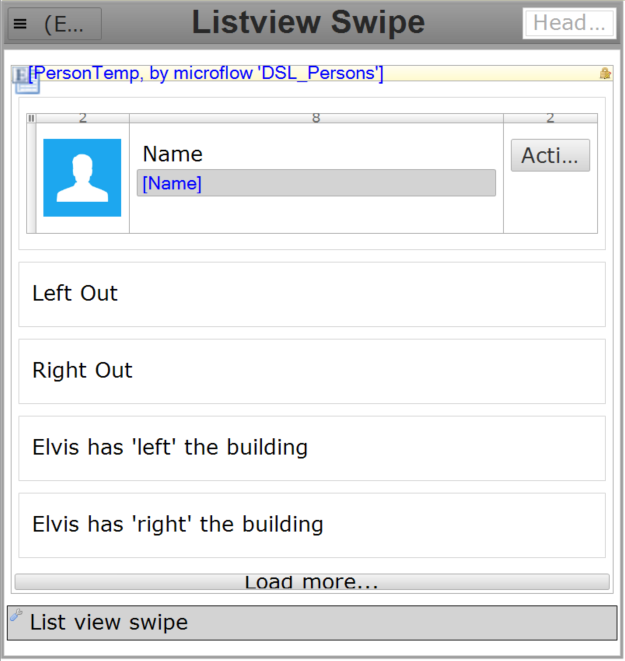 ≡ (E...
Listview Swipe
Head...
[PersonTemp, by microflow 'DSL_Persons']
2
8
2
Name
[Name]
Acti...
Left Out
Right Out
Elvis has 'left' the building
Elvis has 'right' the building
Load more...
List view swipe